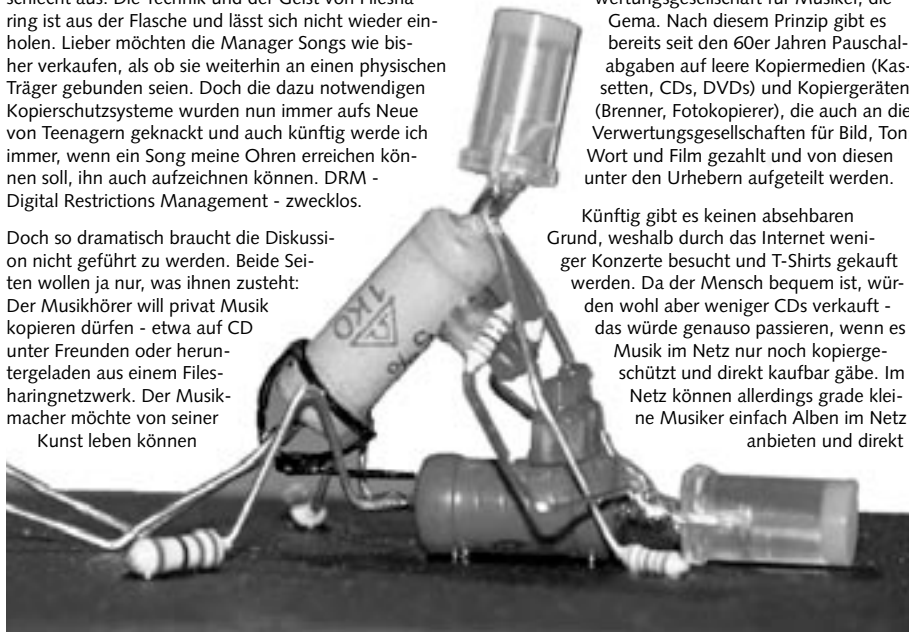 schlecht aus. Die Technik und der Geist von Filesha-
ring ist aus der Flasche und lässt sich nicht wieder ein-
holen. Lieber möchten die Manager Songs wie bis-
her verkaufen, als ob sie weiterhin an einen physischen
Träger gebunden seien. Doch die dazu notwendigen
Kopierschutzsysteme wurden nun immer aufs Neue
von Teenagern geknackt und auch künftig werde ich
immer, wenn ein Song meine Ohren erreichen kön-
nen soll, ihn auch aufzeichnen können. DRM -
Digital Restrictions Management - zwecklos.
Doch so dramatisch braucht die Diskussi-
on nicht geführt zu werden. Beide Sei-
ten wollen ja nur, was ihnen zusteht:
Der Musikhörer will privat Musik
kopieren dürfen - etwa auf CD
unter Freunden oder herun-
tergeladen aus einem Files-
haringnetzwerk. Der Musik-
macher möchte von seiner
Kunst leben können
wertungsgesellschaft für Musiker, die
Gema. Nach diesem Prinzip gibt es
bereits seit den 60er Jahren Pauschal-
abgaben auf leere Kopiermedien (Kas-
setten, CDs, DVDs) und Kopiergeräten
(Brenner, Fotokopierer), die auch an die
Verwertungsgesellschaften für Bild, Ton
Wort und Film gezahlt und von diesen
unter den Urhebern aufgeteilt werden.
Künftig gibt es keinen absehbaren
Grund, weshalb durch das Internet weni-
ger Konzerte besucht und T-Shirts gekauft
werden. Da der Mensch bequem ist, wür-
den wohl aber weniger CDs verkauft -
das würde genauso passieren, wenn es
Musik im Netz nur noch kopierge-
schützt und direkt kaufbar gäbe. Im
Netz können allerdings grade klei-
ne Musiker einfach Alben im Netz
anbieten und direkt
1KO